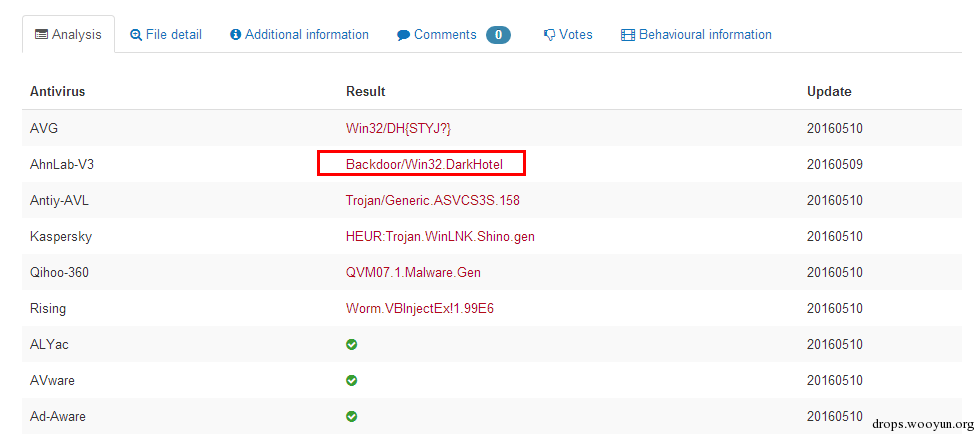 Analysis File detail Additional information Comments 0 Votes Behavioural information
Antivirus Result Update
AVG Win32/DH{STYJ?} 20160510
AhnLab-V3 Backdoor/Win32.DarkHotel 20160509
Antiy-AVL Trojan/Generic.ASVCS3S.158 20160510
Kaspersky HEUR:Trojan.WinLNK.Shino.gen 20160510
Qihoo-360 QVM07.1.Malware.Gen 20160510
Rising Worm.VBInjectEx!1.99E6 20160510
ALYac 20160510
AVware 20160510
Ad-Aware 20160510
drops.wooyun.org